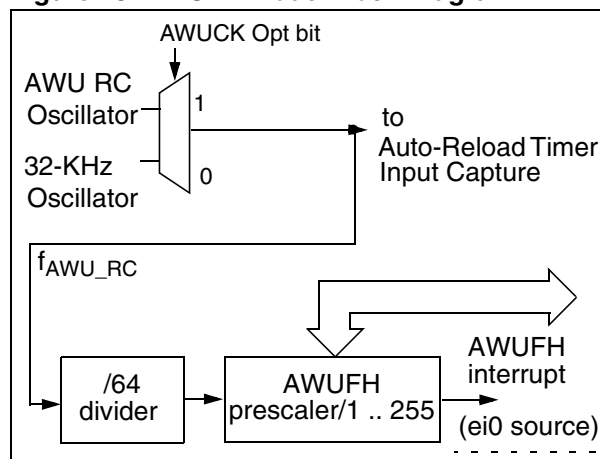 AWUCK Opt bit
AWU RC
Oscillator
1
to
Auto-Reload Timer
Input Capture
32-KHz
Oscillator
0
fAWU_RC
/64
divider
AWUFH
prescaler/1 .. 255
AWUFH
interrupt
(ei0 source)